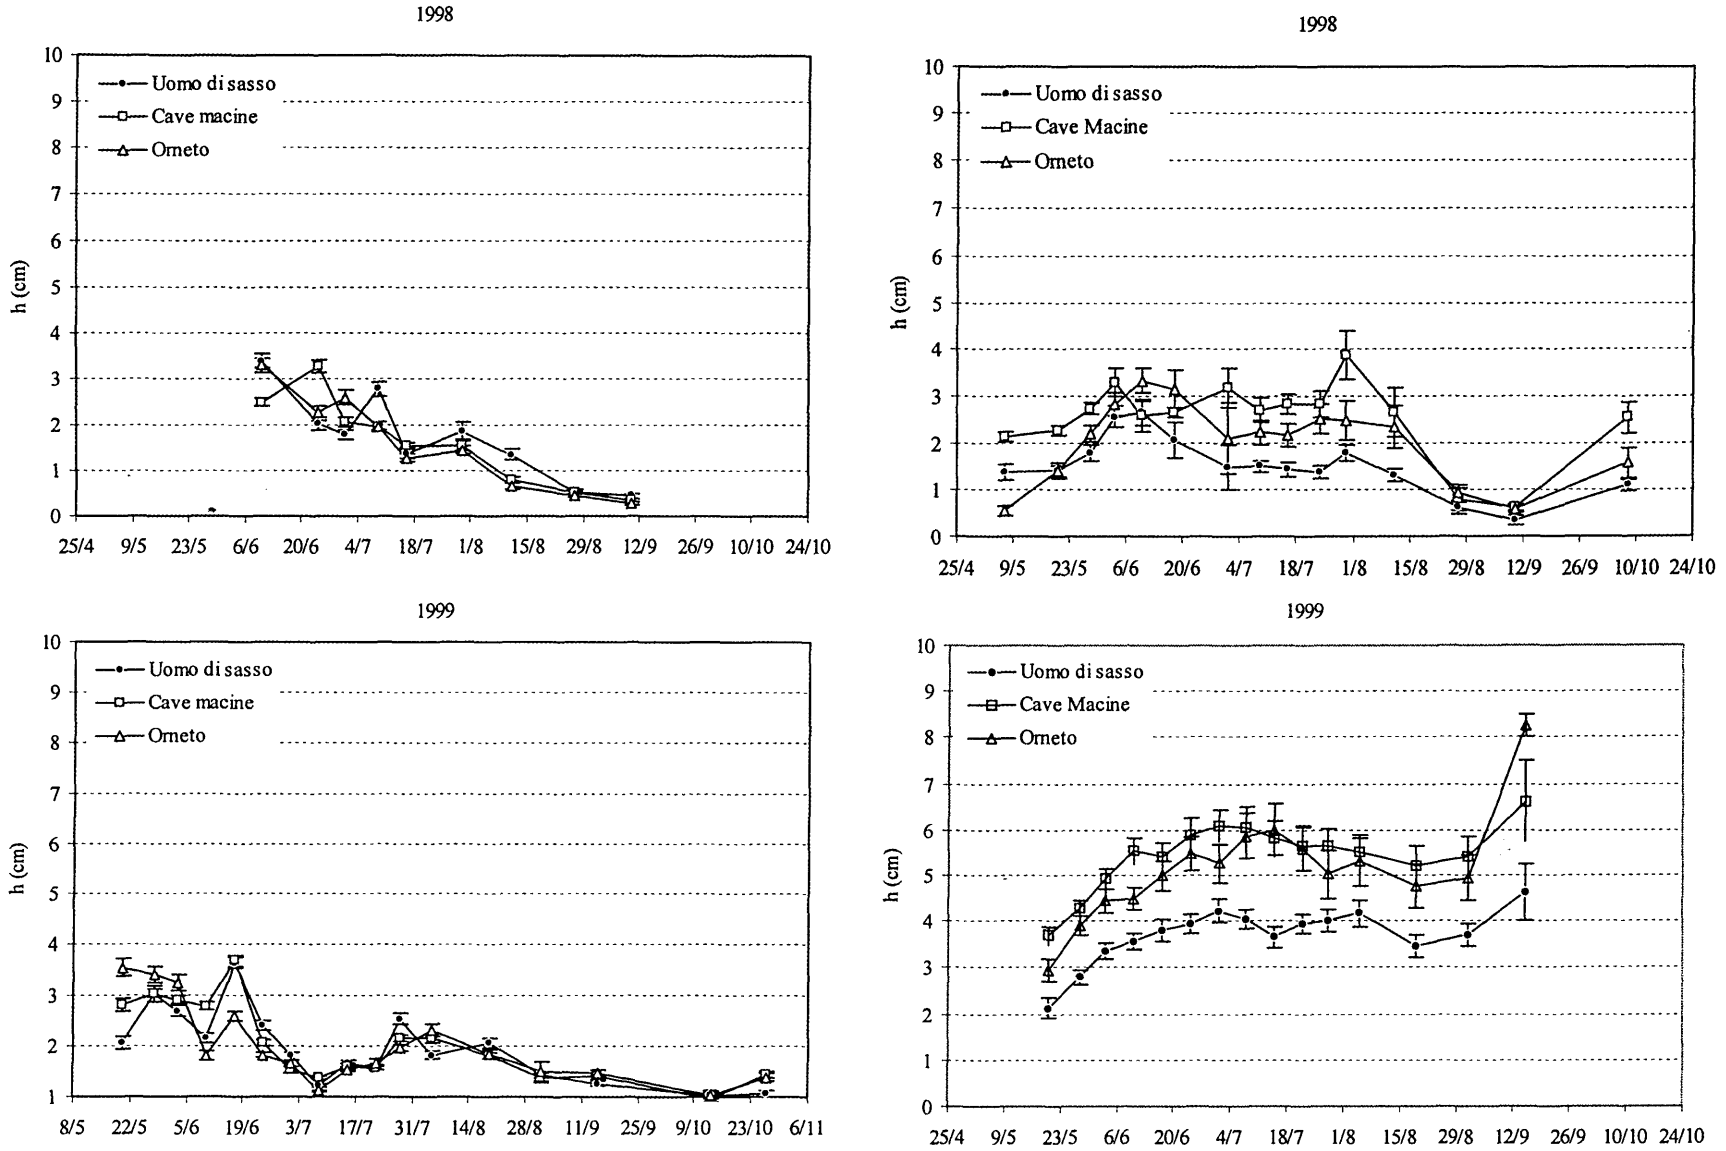 1998
10
9
8
7
6
5
4
3
2
1
0
h (cm)
Uomo di sasso
Cave macine
Orneto
25/4 9/5 23/5 6/6 20/6 4/7 18/7 1/8 15/8 29/8 12/9 26/9 10/10 24/10
1998
10
9
8
7
6
5
4
3
2
1
0
h (cm)
Uomo di sasso
Cave Macine
Orneto
25/4 9/5 23/5 6/6 20/6 4/7 18/7 1/8 15/8 29/8 12/9 26/9 10/10 24/10
1999
10
9
8
7
6
5
4
3
2
1
h (cm)
Uomo di sasso
Cave macine
Orneto
8/5 22/5 5/6 19/6 3/7 17/7 31/7 14/8 28/8 11/9 25/9 9/10 23/10 6/11
1999
10
9
8
7
6
5
4
3
2
1
0
h (cm)
Uomo di sasso
Cave Macine
Orneto
25/4 9/5 23/5 6/6 20/6 4/7 18/7 1/8 15/8 29/8 12/9 26/9 10/10 24/10